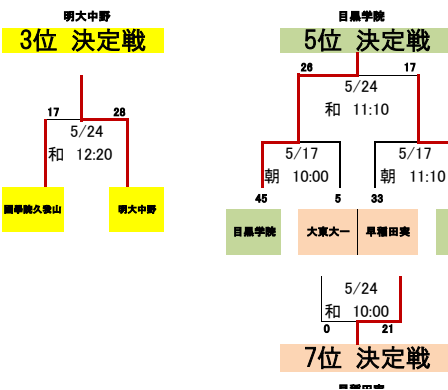 明大中野
3位 決定戦
17 28
5/24
和 12:20
國學院久我山 明大中野
目黒学院
5位 決定戦
26 17
5/24
和 11:10
5/17 5/17
朝 10:00 朝 11:10
45 5 33
目黒学院 大東大一 早稲田実
5/24
和 10:00
0 21
7位 決定戦
早稲田実